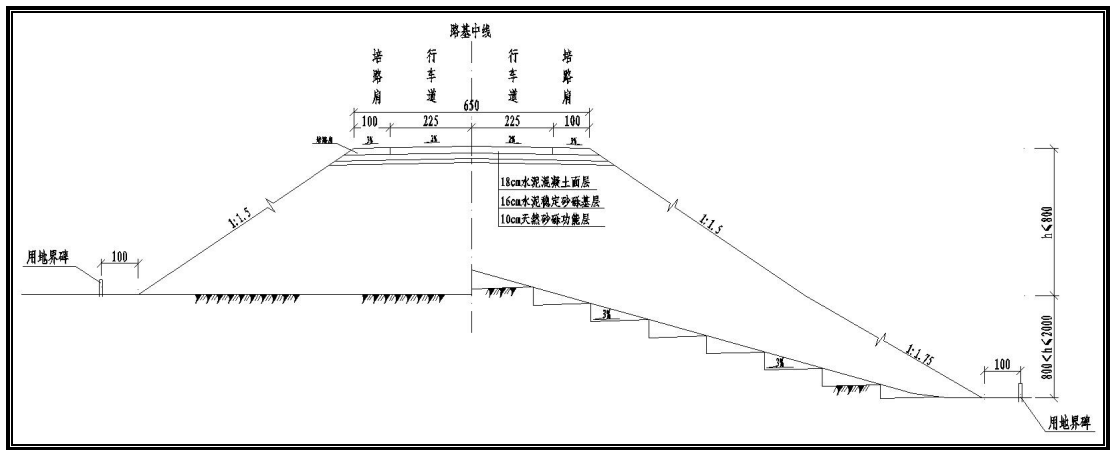 路基中线
培路肩
行车道
行车道
培路肩
650
100
225
225
100
3%
2%
2%
3%
培路肩
18cm水泥混凝土面层
16cm水泥稳定砂砾基层
10cm天然砂砾功能层
1:1.5
1:1.5
h≤800
用地界碑
100
3%
3%
1:1.75
800<h≤2000
100
用地界碑